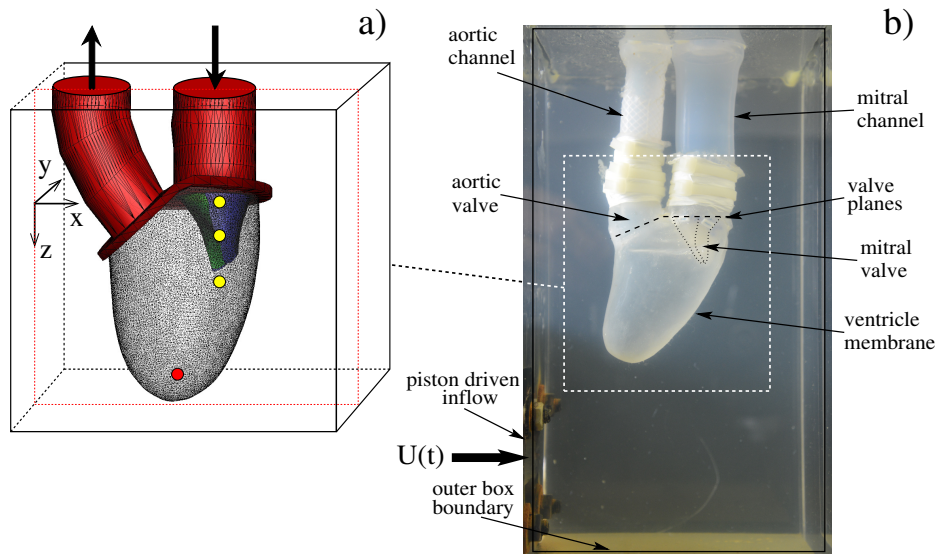 a)
y
x
z
b)
aortic
channel
mitral
channel
aortic
valve
valve
planes
mitral
valve
ventricle
membrane
piston driven
inflow
U(t)
outer box
boundary